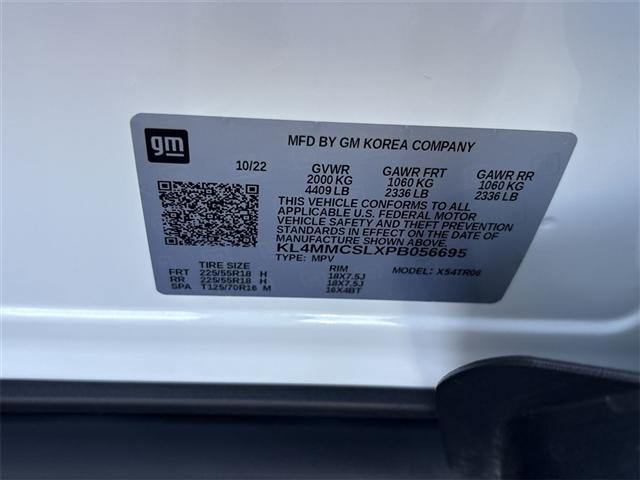 gm
MFD BY GM KOREA COMPANY
10/22 GVWR GAWR FRT GAWR RR
2000 KG 1060 KG 1060 KG
4409 LB 2336 LB 2336 LB
THIS VEHICLE CONFORMS TO ALL
APPLICABLE U.S. FEDERAL MOTOR
VEHICLE SAFETY AND THEFT PREVENTION
STANDARDS IN EFFECT ON THE DATE OF
MANUFACTURE SHOWN ABOVE
KL4MMCSLXPB056695
TYPE: MPV MODEL: XS4TR06
TIRE SIZE RIM
FRT 225/55R18 H 18X7.5J
RR 225/55R18 H 18X7.5J
SPA T125/70R16 M 16X4BT